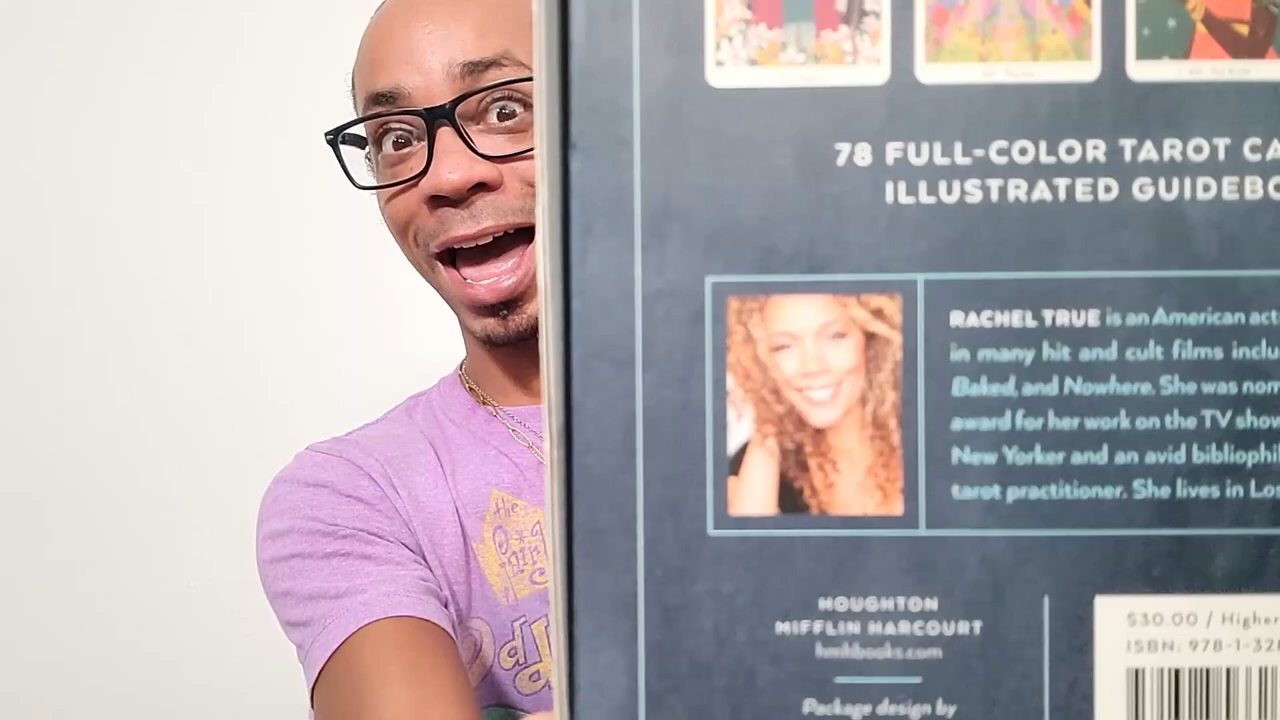 78 FULL-COLOR TAROT CA
ILLUSTRATED GUIDEBO
RACHEL TRUE is an American act
in many hit and cult films inclu
Baked, and Nowhere. She was nom
award for her work on the TV show
New Yorker and an avid bibliophil
tarot practitioner. She lives in Lo
HOUGHTON
MIFFLIN HARCOURT
hmhbooks.com
Package design by
$30.00 / Higher
ISBN: 978-1-32
the